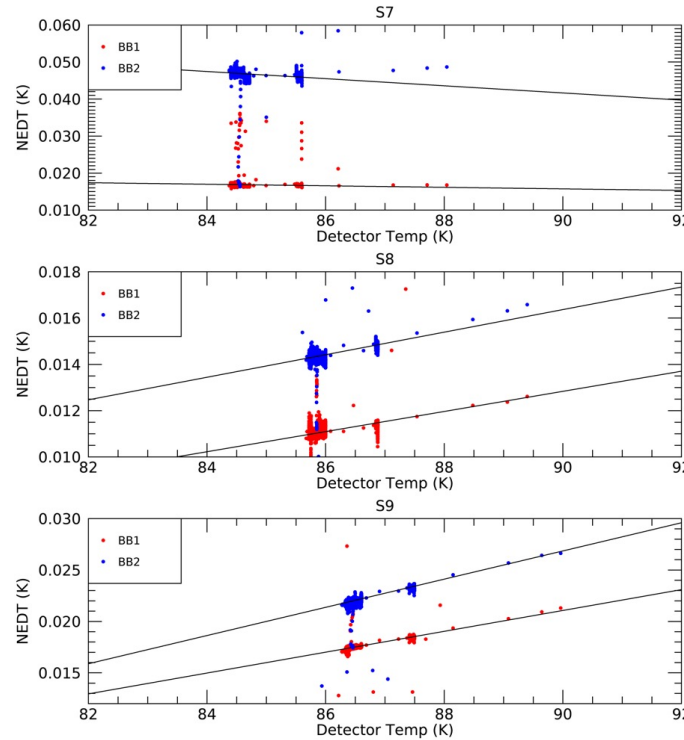 S7
0.060
0.050
0.040
0.030
0.020
0.010
NEDT (K)
BB1
BB2
82 84 86 88 90 92
Detector Temp (K)
S8
0.018
0.016
0.014
0.012
0.010
NEDT (K)
BB1
BB2
82 84 86 88 90 92
Detector Temp (K)
S9
0.030
0.025
0.020
0.015
NEDT (K)
BB1
BB2
82 84 86 88 90 92
Detector Temp (K)